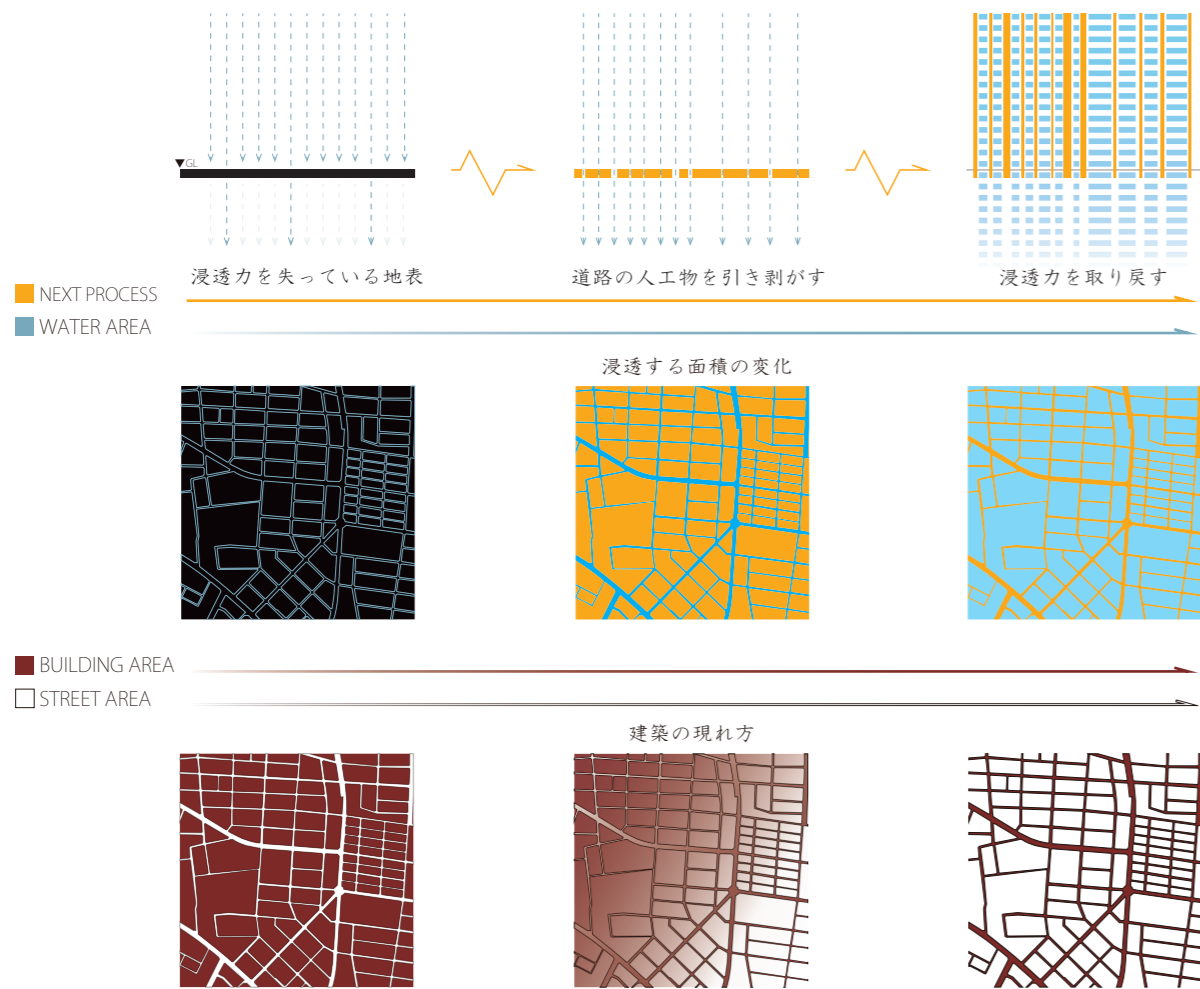 ▼GL
浸透力を失っている地表
道路の人工物を引き剥がす
浸透力を取り戻す
NEXT PROCESS
WATER AREA
浸透する面積の変化
BUILDING AREA
STREET AREA
建築の現れ方